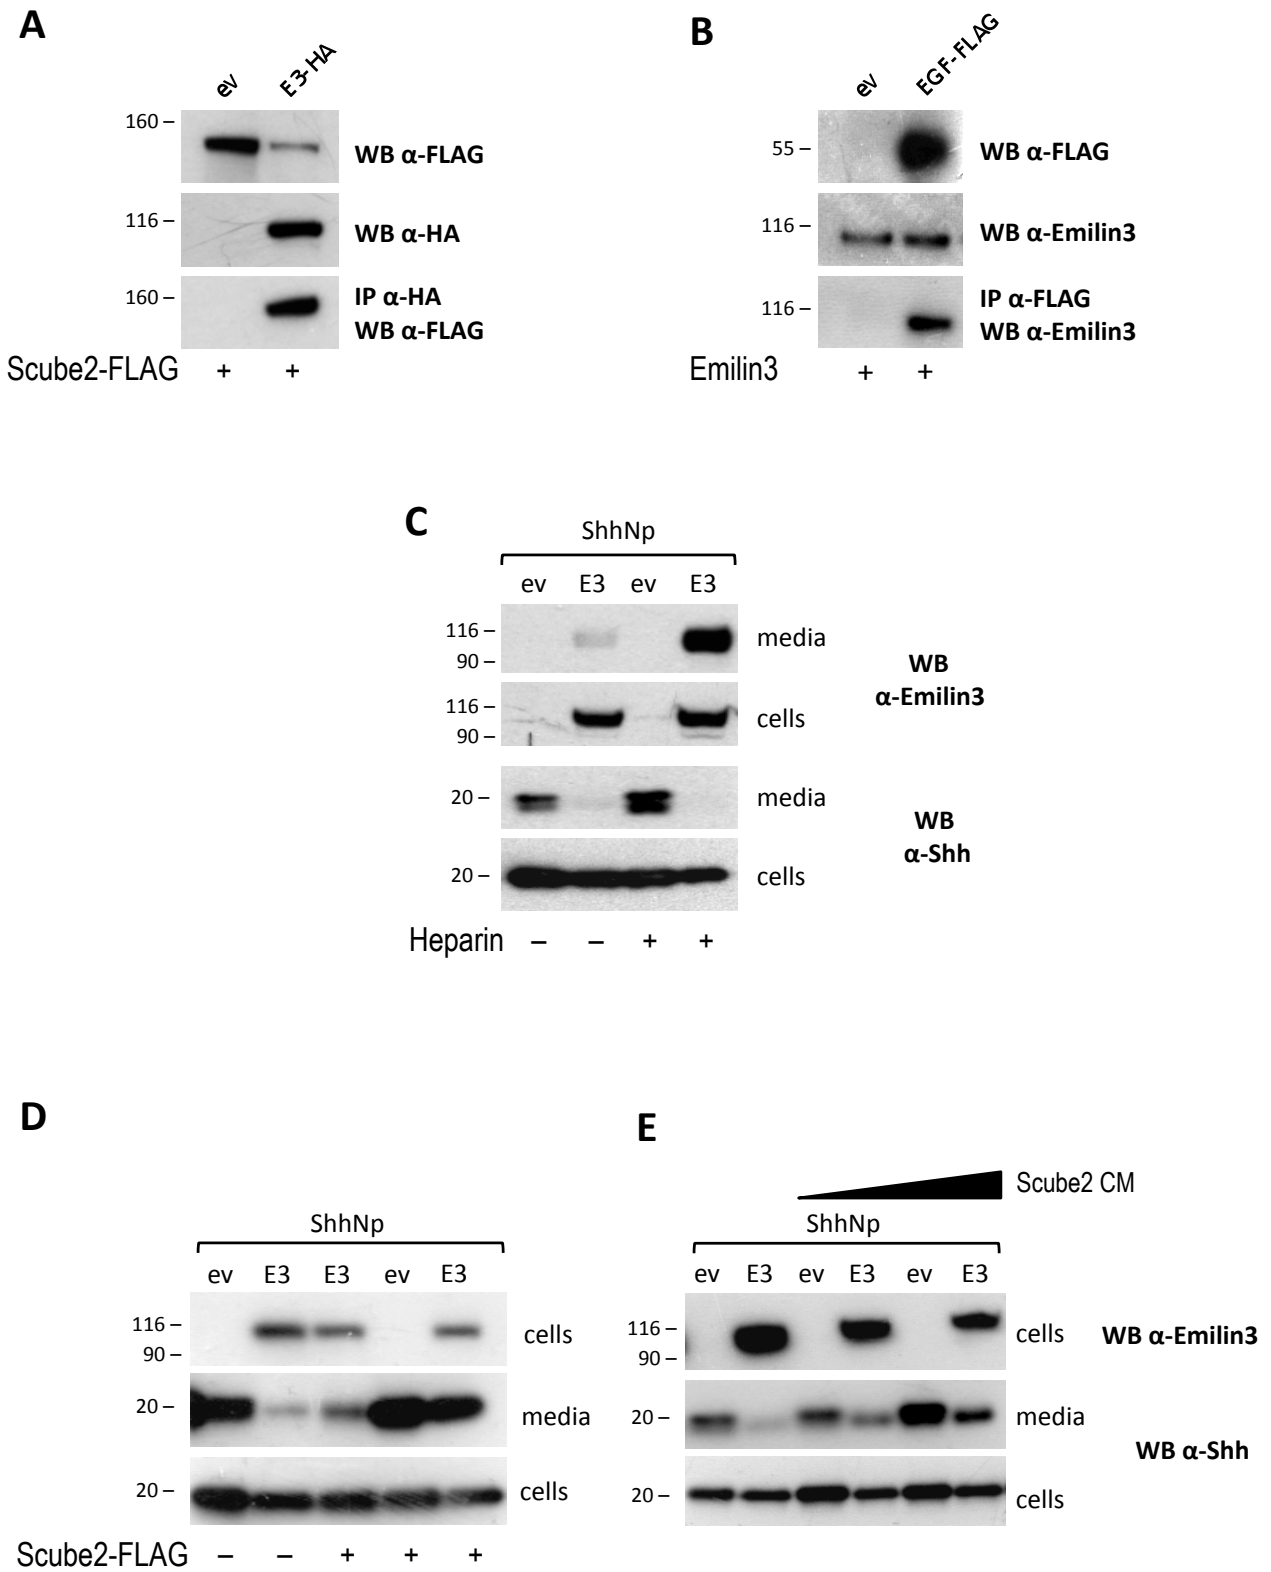 A
ev E3-HA
160 –
WB α-FLAG
116 –
WB α-HA
160 –
IP α-HA
WB α-FLAG
Scube2-FLAG + +
B
ev EGF-FLAG
55 –
WB α-FLAG
116 –
WB α-Emilin3
116 –
IP α-FLAG
WB α-Emilin3
Emilin3 + +
C
ShhNp
ev E3 ev E3
116 –
90 –
media
116 –
90 –
cells
WB
α-Emilin3
20 –
media
20 –
cells
WB
α-Shh
Heparin – – + +
D
ShhNp
ev E3 E3 ev E3
116 –
90 –
cells
20 –
media
20 –
cells
Scube2-FLAG – – + + +
E
Scube2 CM
ShhNp
ev E3 ev E3 ev E3
116 –
90 –
cells
WB α-Emilin3
20 –
media
20 –
cells
WB α-Shh